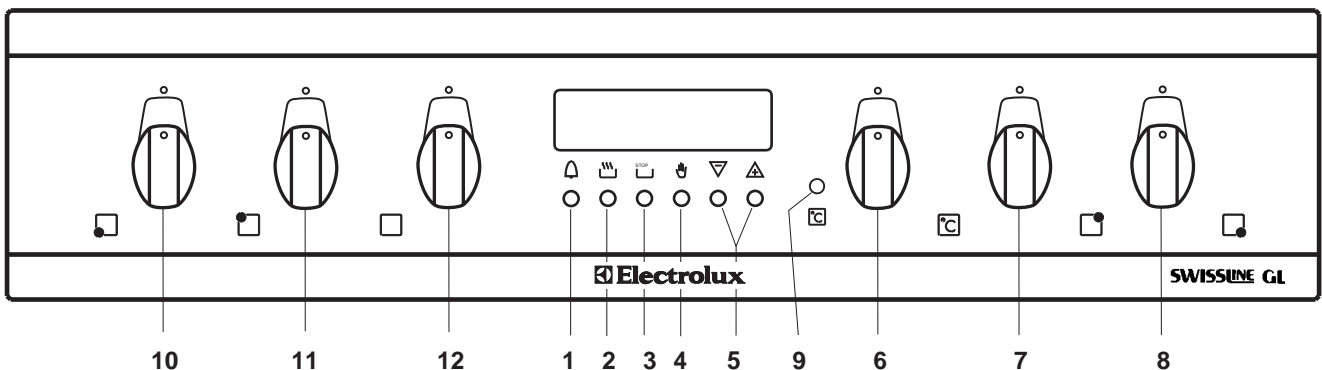 STOP
°C
°C
Electrolux
SWISSLINE GL
10 11 12 1 2 3 4 5 9 6 7 8